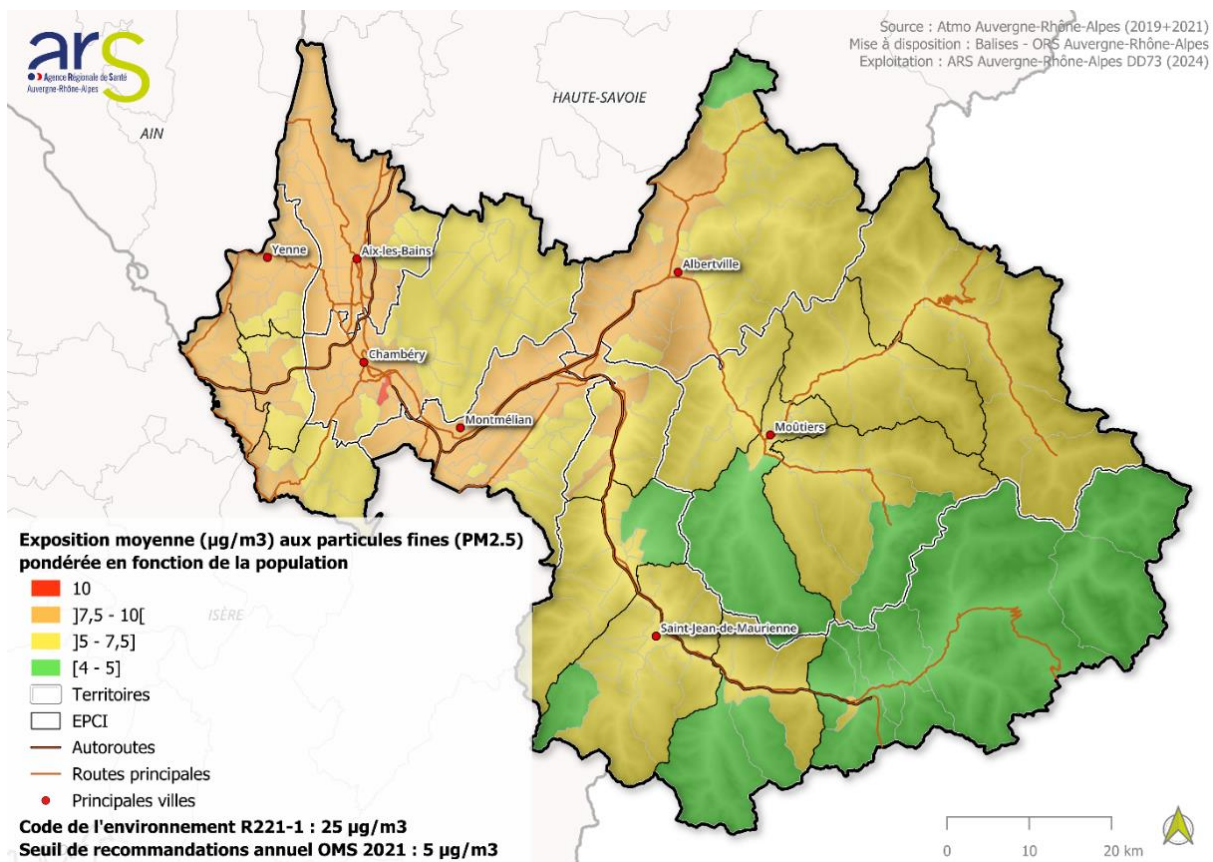 ars
Agence Régionale de Santé
Auvergne-Rhône-Alpes
Source : Atmo Auvergne-Rhône-Alpes (2019+2021)
Mise à disposition : Balises - ORS Auvergne-Rhône-Alpes
Exploitation : ARS Auvergne-Rhône-Alpes DD73 (2024)
HAUTE-SAVOIE
AIN
Yenne
Aix-les-Bains
Albertville
Chambéry
Montmélian
Moûtiers
Saint-Jean-de-Maurienne
ISÈRE
Exposition moyenne (µg/m3) aux particules fines (PM2.5)
pondérée en fonction de la population
10
]7,5 - 10[
]5 - 7,5]
[4 - 5]
Territoires
EPCI
Autoroutes
Routes principales
Principales villes
Code de l'environnement R221-1 : 25 µg/m3
Seuil de recommandations annuel OMS 2021 : 5 µg/m3
0 10 20 km